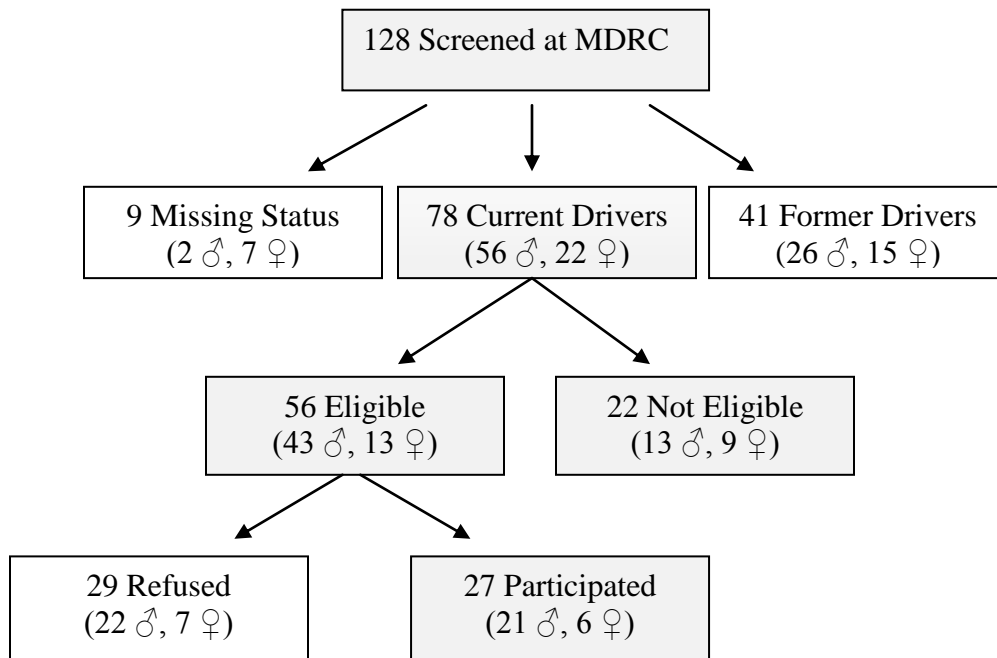 128 Screened at MDRC
9 Missing Status
(2 ♂, 7 ♀)
78 Current Drivers
(56 ♂, 22 ♀)
41 Former Drivers
(26 ♂, 15 ♀)
56 Eligible
(43 ♂, 13 ♀)
22 Not Eligible
(13 ♂, 9 ♀)
29 Refused
(22 ♂, 7 ♀)
27 Participated
(21 ♂, 6 ♀)